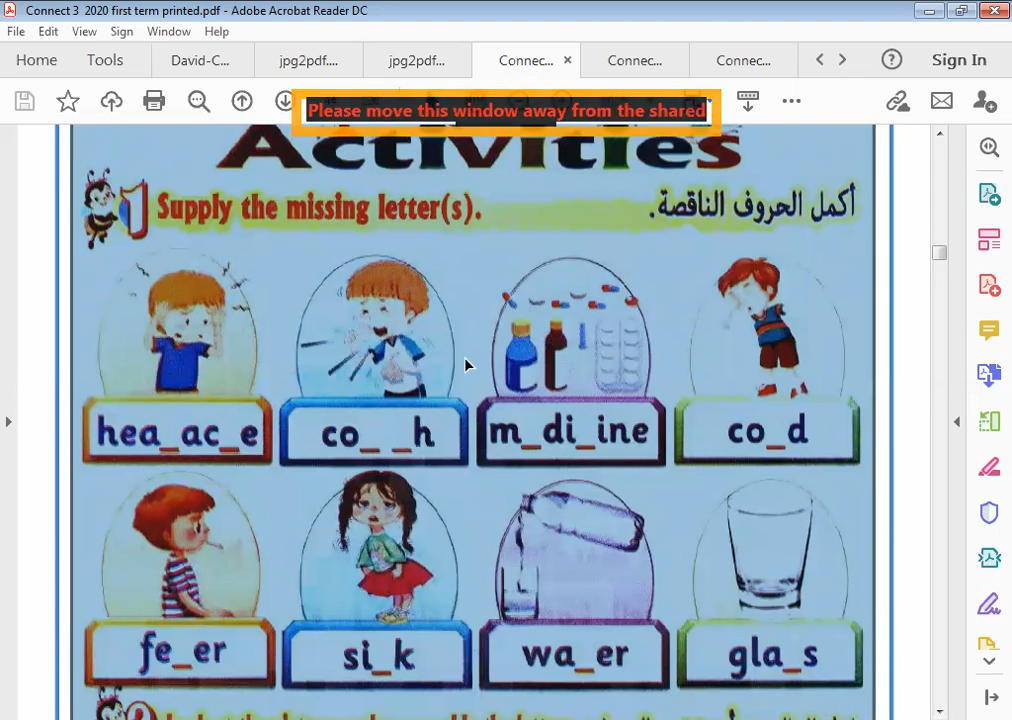 Connect 3 2020 first term printed.pdf - Adobe Acrobat Reader DC
File Edit View Sign Window Help
Home Tools David-C... jpg2pdf.... jpg2pdf.... Connec... × Connec... Connec... Sign In
Please move this window away from the shared
Activities
1 Supply the missing letter(s). أكمل الحروف الناقصة.
hea_ac_e co_ _h m_di_ine co_d
fe_er si_k wa_er gla_s